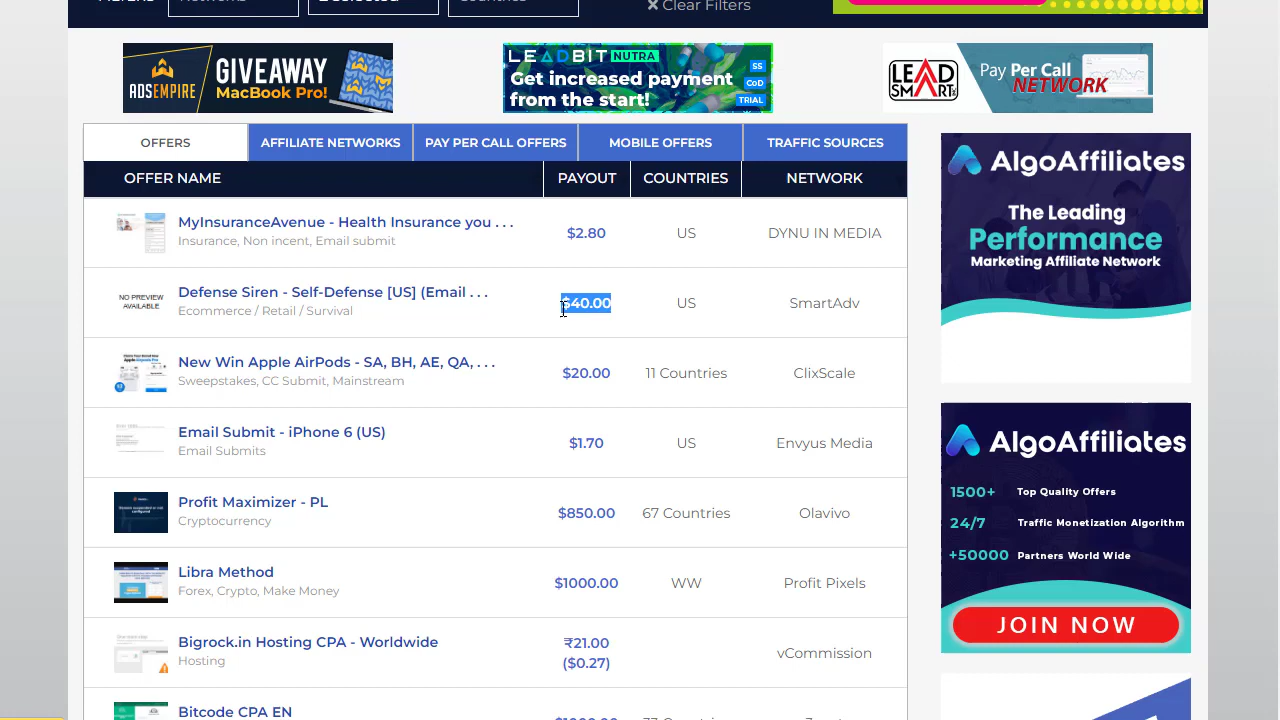 Clear Filters
ADSEMPIRE
GIVEAWAY
MacBook Pro!
LEADBIT NUTRA
Get increased payment
from the start!
SS
CoD
TRIAL
LEAD
SMART
Pay Per Call
NETWORK
OFFERS
AFFILIATE NETWORKS
PAY PER CALL OFFERS
MOBILE OFFERS
TRAFFIC SOURCES
OFFER NAME
PAYOUT
COUNTRIES
NETWORK
MyInsuranceAvenue - Health Insurance you . . .
Insurance, Non incent, Email submit
$2.80
US
DYNU IN MEDIA
NO PREVIEW
AVAILABLE
Defense Siren - Self-Defense [US] (Email . . .
Ecommerce / Retail / Survival
$40.00
US
SmartAdv
New Win Apple AirPods - SA, BH, AE, QA, . . .
Sweepstakes, CC Submit, Mainstream
$20.00
11 Countries
ClixScale
Email Submit - iPhone 6 (US)
Email Submits
$1.70
US
Envyus Media
Profit Maximizer - PL
Cryptocurrency
$850.00
67 Countries
Olavivo
Libra Method
Forex, Crypto, Make Money
$1000.00
WW
Profit Pixels
Bigrock.in Hosting CPA - Worldwide
Hosting
₹21.00
($0.27)
vCommission
Bitcode CPA EN
AlgoAffiliates
The Leading
Performance
Marketing Affiliate Network
AlgoAffiliates
1500+ Top Quality Offers
24/7 Traffic Monetization Algorithm
+50000 Partners World Wide
JOIN NOW